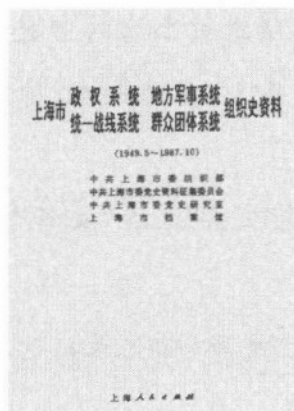 上海市 政权系统 地方军事系统 组织史资料
统一战线系统 群众团体系统
(1949.5~1987.10)
中共上海市委组织部
中共上海市委党史资料征集委员会
中共上海市委党史研究室
上海市档案馆
上海人民出版社